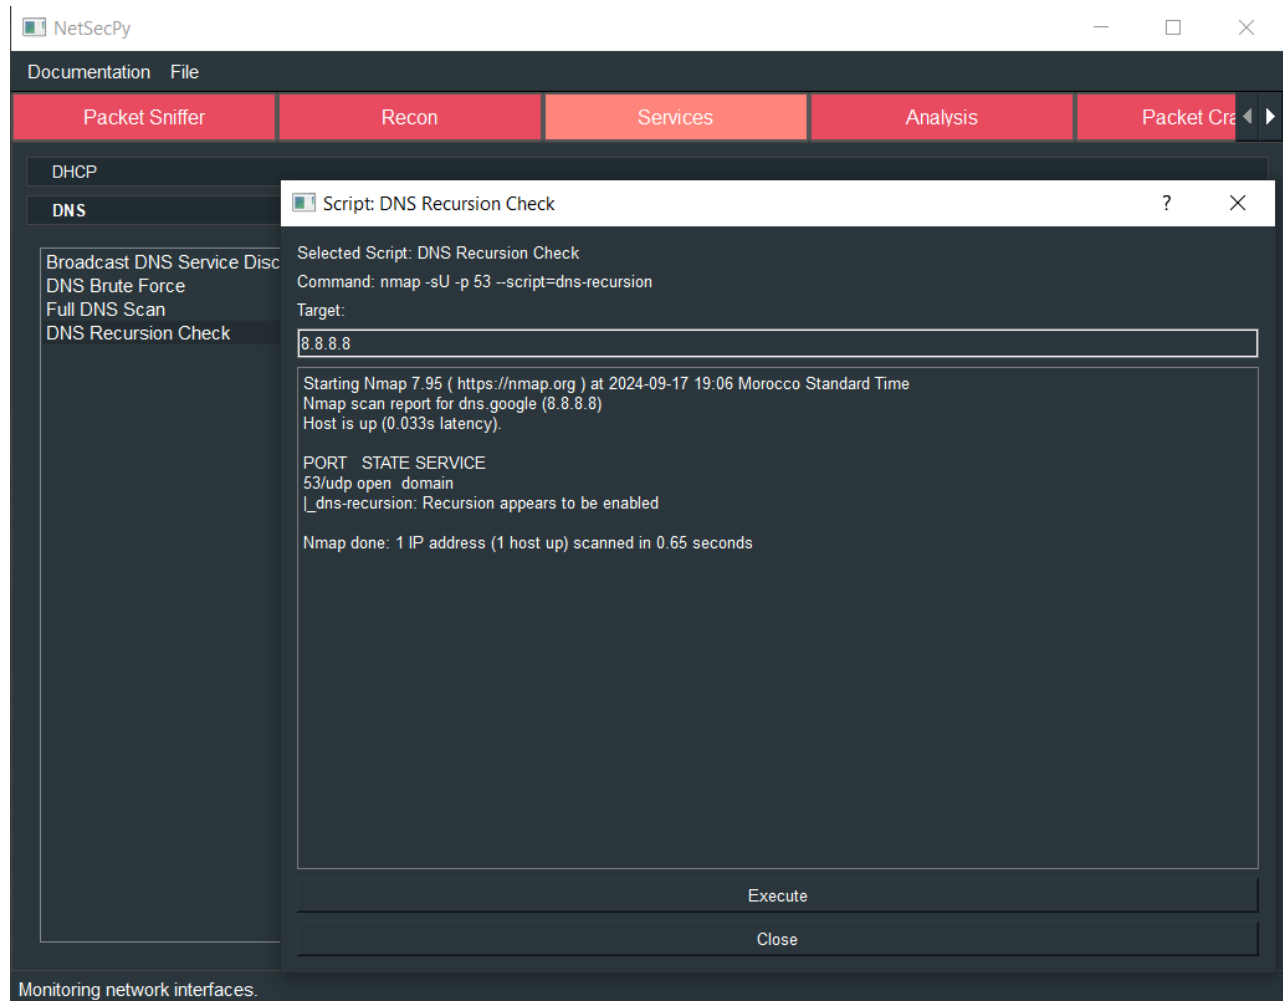 NetSecPy
Documentation File
Packet Sniffer Recon Services Analysis Packet Cra
DHCP
DNS
Broadcast DNS Service Disc
DNS Brute Force
Full DNS Scan
DNS Recursion Check
Script: DNS Recursion Check ?
Selected Script: DNS Recursion Check
Command: nmap -sU -p 53 --script=dns-recursion
Target:
8.8.8.8
Starting Nmap 7.95 ( https://nmap.org ) at 2024-09-17 19:06 Morocco Standard Time
Nmap scan report for dns.google (8.8.8.8)
Host is up (0.033s latency).
PORT STATE SERVICE
53/udp open domain
|_dns-recursion: Recursion appears to be enabled
Nmap done: 1 IP address (1 host up) scanned in 0.65 seconds
Execute
Close
Monitoring network interfaces.